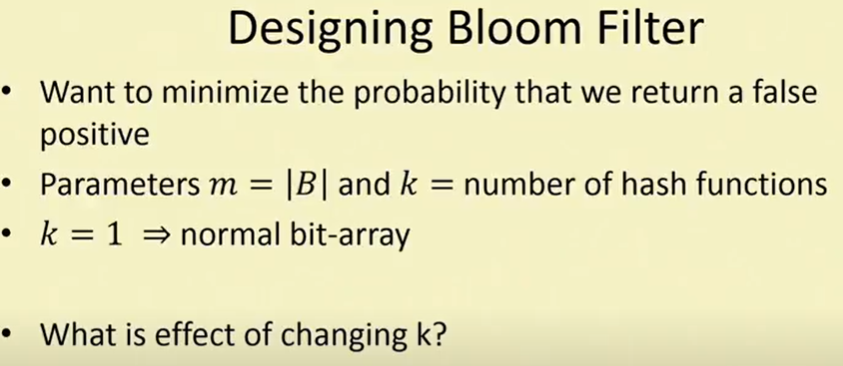 Designing Bloom Filter
• Want to minimize the probability that we return a false
positive
• Parameters m = |B| and k = number of hash functions
• k = 1 ⇒ normal bit-array
• What is effect of changing k?